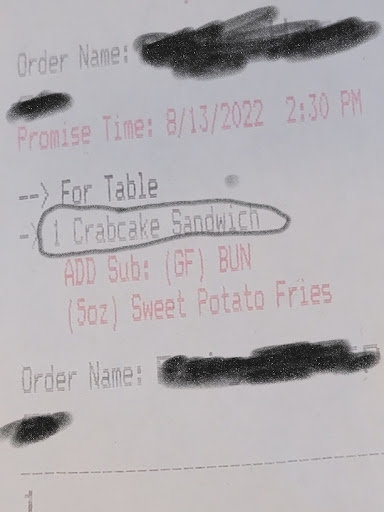 Order Name:
Promise Time: 8/13/2022 2:30 PM
--> For Table
-> 1 Crabcake Sandwich
ADD Sub: (GF) BUN
(5oz) Sweet Potato Fries
Order Name:
1